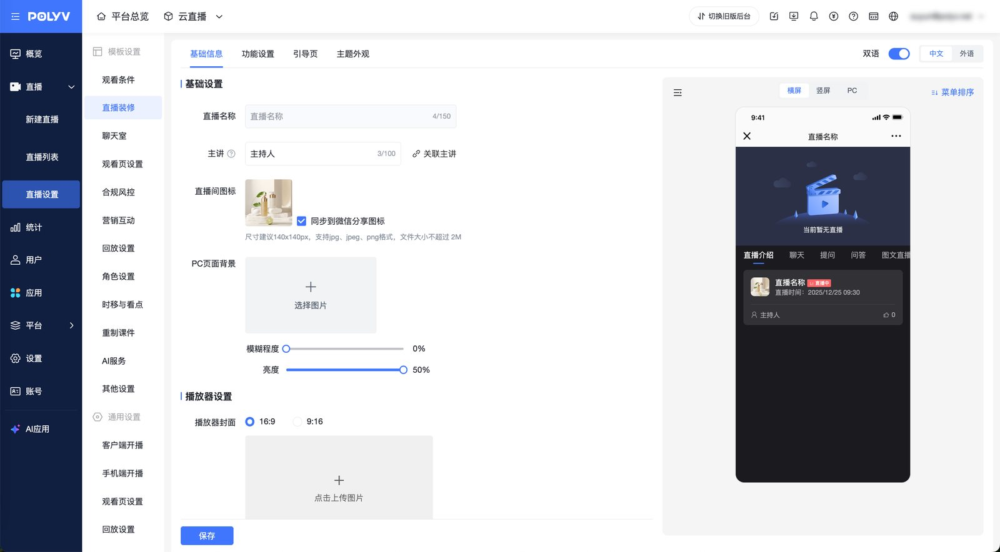 POLYV
平台总览
云直播
切换旧版后台
概览
直播
新建直播
直播列表
直播设置
统计
用户
应用
平台
设置
账号
AI应用
模板设置
观看条件
直播装修
聊天室
观看页设置
合规风控
营销互动
回放设置
角色设置
时移与看点
重制课件
AI服务
其他设置
通用设置
客户端开播
手机端开播
观看页设置
回放设置
基础信息
功能设置
引导页
主题外观
双语
中文
外语
基础设置
直播名称
直播名称
4/150
主讲
主持人
3/100
关联主讲
直播间图标
同步到微信分享图标
尺寸建议140x140px，支持jpg、jpeg、png格式，文件大小不超过 2M
PC页面背景
选择图片
模糊程度
0%
亮度
50%
播放器设置
播放器封面
16:9
9:16
点击上传图片
保存
横屏
竖屏
PC
菜单排序
9:41
直播名称
当前暂无直播
直播介绍
聊天
提问
问答
图文直播
直播名称
直播中
直播时间：2025/12/25 09:30
主持人
0